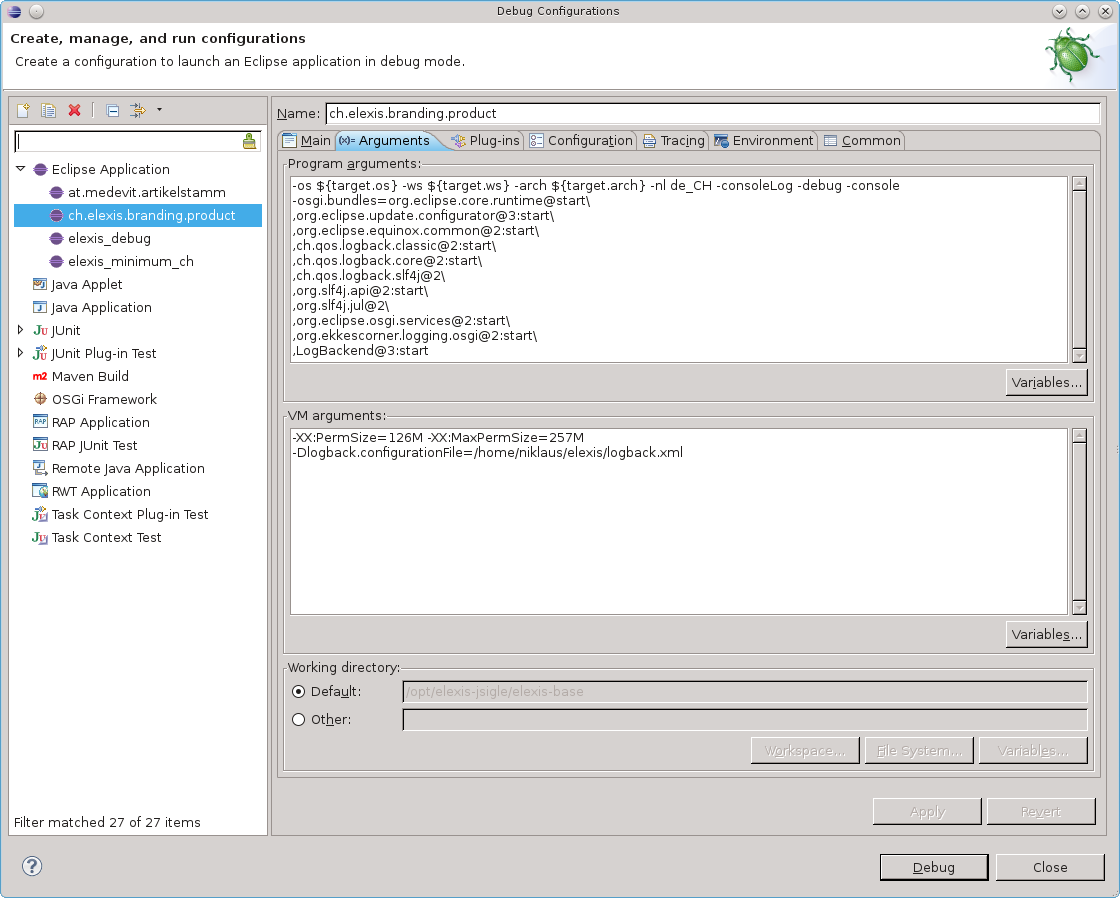 Debug Configurations
Create, manage, and run configurations
Create a configuration to launch an Eclipse application in debug mode.
Eclipse Application
at.medevit.artikelstamm
ch.elexis.branding.product
elexis_debug
elexis_minimum_ch
Java Applet
Java Application
JUnit
JUnit Plug-in Test
Maven Build
OSGi Framework
RAP Application
RAP JUnit Test
Remote Java Application
RWT Application
Task Context Plug-in Test
Task Context Test
Filter matched 27 of 27 items
Name: ch.elexis.branding.product
Main (x)= Arguments Plug-ins Configuration Tracing Environment Common
Program arguments:
-os ${target.os} -ws ${target.ws} -arch ${target.arch} -nl de_CH -consoleLog -debug -console
-osgi.bundles=org.eclipse.core.runtime@start\
,org.eclipse.update.configurator@3:start\
,org.eclipse.equinox.common@2:start\
,ch.qos.logback.classic@2:start\
,ch.qos.logback.core@2:start\
,ch.qos.logback.slf4j@2\
,org.slf4j.api@2:start\
,org.slf4j.jul@2\
,org.eclipse.osgi.services@2:start\
,org.ekkescorner.logging.osgi@2:start\
,LogBackend@3:start
Variables...
VM arguments:
-XX:PermSize=126M -XX:MaxPermSize=257M
-Dlogback.configurationFile=/home/niklaus/elexis/logback.xml
Variables...
Working directory:
Default: /opt/elexis-jsigle/elexis-base
Other:
Workspace... File System... Variables...
Apply Revert
Debug Close